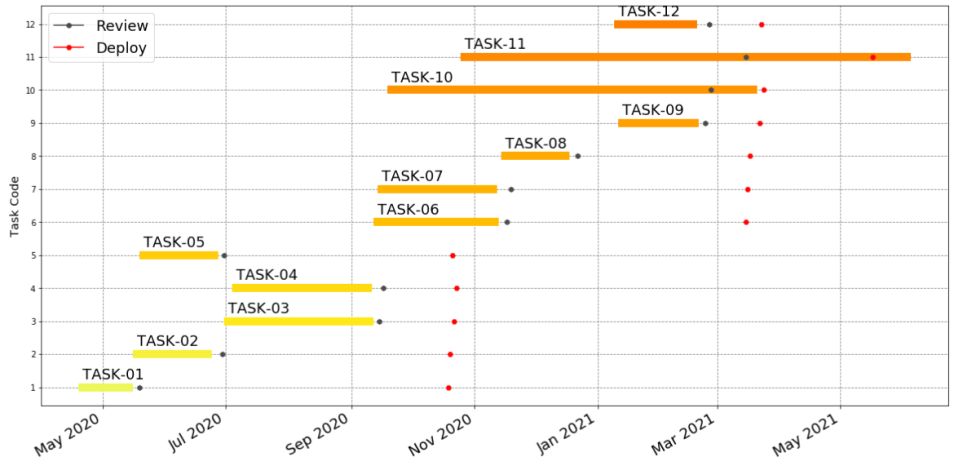 Review
Deploy
TASK-12
TASK-11
TASK-10
TASK-09
TASK-08
TASK-07
TASK-06
TASK-05
TASK-04
TASK-03
TASK-02
TASK-01
12
11
10
9
8
7
6
5
4
3
2
1
Task Code
May 2020
Jul 2020
Sep 2020
Nov 2020
Jan 2021
Mar 2021
May 2021